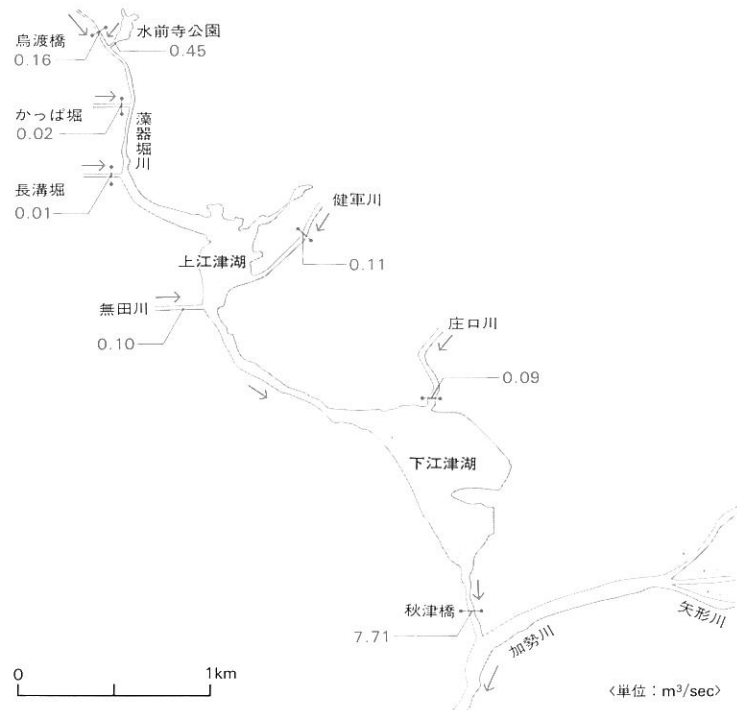 水前寺公園
0.45
烏渡橋
0.16
かっぱ堀
0.02
藻器堀川
長溝堀
0.01
健軍川
0.11
上江津湖
無田川
0.10
庄口川
0.09
下江津湖
秋津橋
7.71
加勢川
矢形川
0
1km
〈単位：m³/sec〉